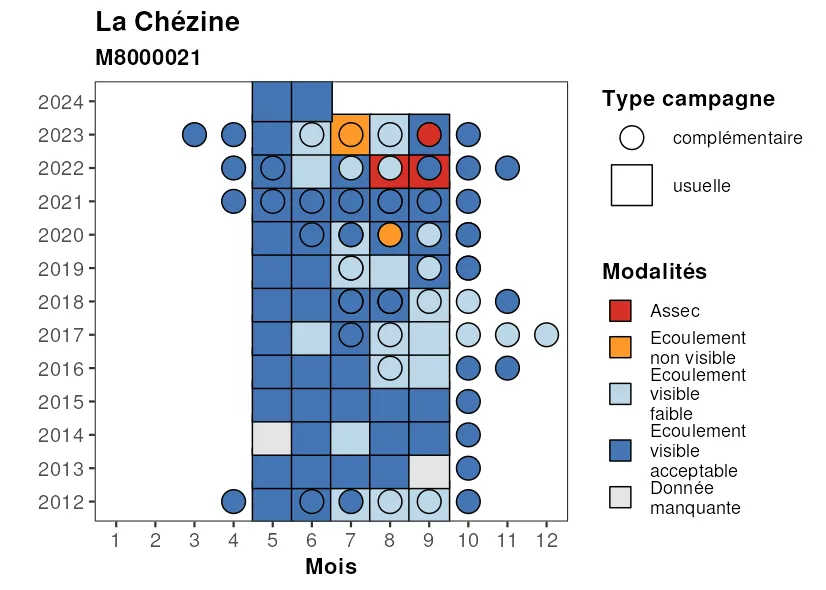 La Chézine
M8000021
2024
2023
2022
2021
2020
2019
2018
2017
2016
2015
2014
2013
2012
1 2 3 4 5 6 7 8 9 10 11 12
Mois
Type campagne
complémentaire
usuelle
Modalités
Assec
Ecoulement
non visible
Ecoulement
visible
faible
Ecoulement
visible
acceptable
Donnée
manquante